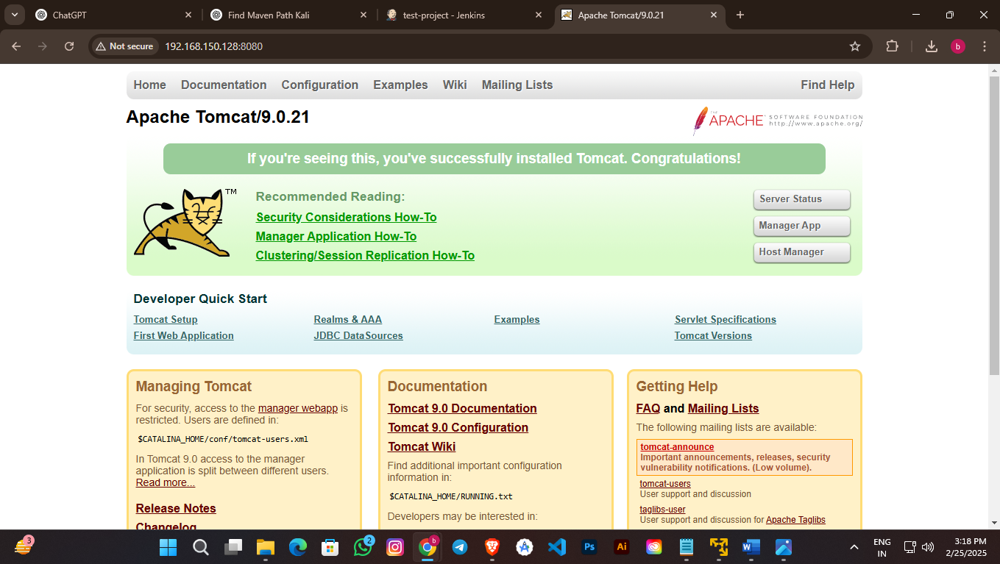 ChatGPT
Find Maven Path Kali
test-project - Jenkins
Apache Tomcat/9.0.21
Not secure
192.168.150.128:8080
b
Home Documentation Configuration Examples Wiki Mailing Lists Find Help
Apache Tomcat/9.0.21
THE
APACHE SOFTWARE FOUNDATION
http://www.apache.org/
If you're seeing this, you've successfully installed Tomcat. Congratulations!
TM
Recommended Reading:
Security Considerations How-To
Manager Application How-To
Clustering/Session Replication How-To
Server Status
Manager App
Host Manager
Developer Quick Start
Tomcat Setup
First Web Application
Realms & AAA
JDBC DataSources
Examples
Servlet Specifications
Tomcat Versions
Managing Tomcat
For security, access to the manager webapp is
restricted. Users are defined in:
$CATALINA_HOME/conf/tomcat-users.xml
In Tomcat 9.0 access to the manager
application is split between different users.
Read more...
Release Notes
Changelog
Documentation
Tomcat 9.0 Documentation
Tomcat 9.0 Configuration
Tomcat Wiki
Find additional important configuration
information in:
$CATALINA_HOME/RUNNING.txt
Developers may be interested in:
Getting Help
FAQ and Mailing Lists
The following mailing lists are available:
tomcat-announce
Important announcements, releases, security
vulnerability notifications. (Low volume).
tomcat-users
User support and discussion
taglibs-user
User support and discussion for Apache Taglibs
3
2
b
Ps
Ai
W
ENG
IN
3:18 PM
2/25/2025